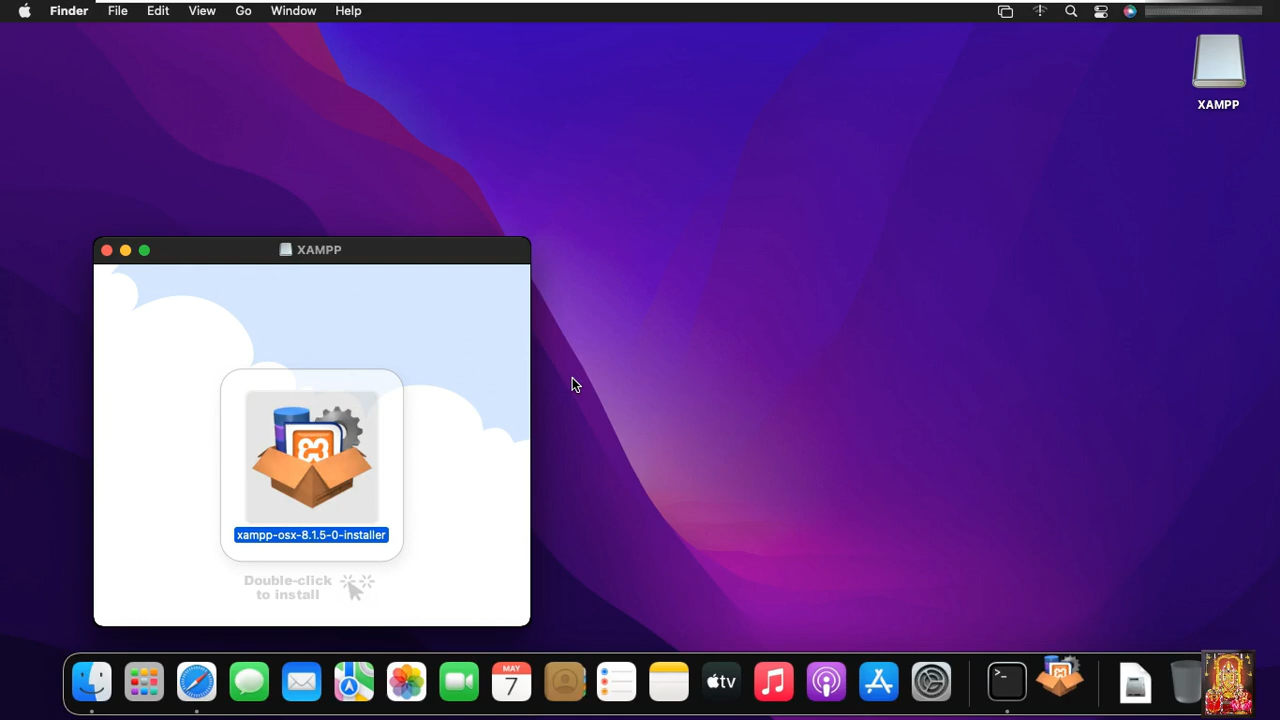 Finder File Edit View Go Window Help
XAMPP
XAMPP
xampp-osx-8.1.5-0-installer
Double-click
to install
MAY
7
tv
>_